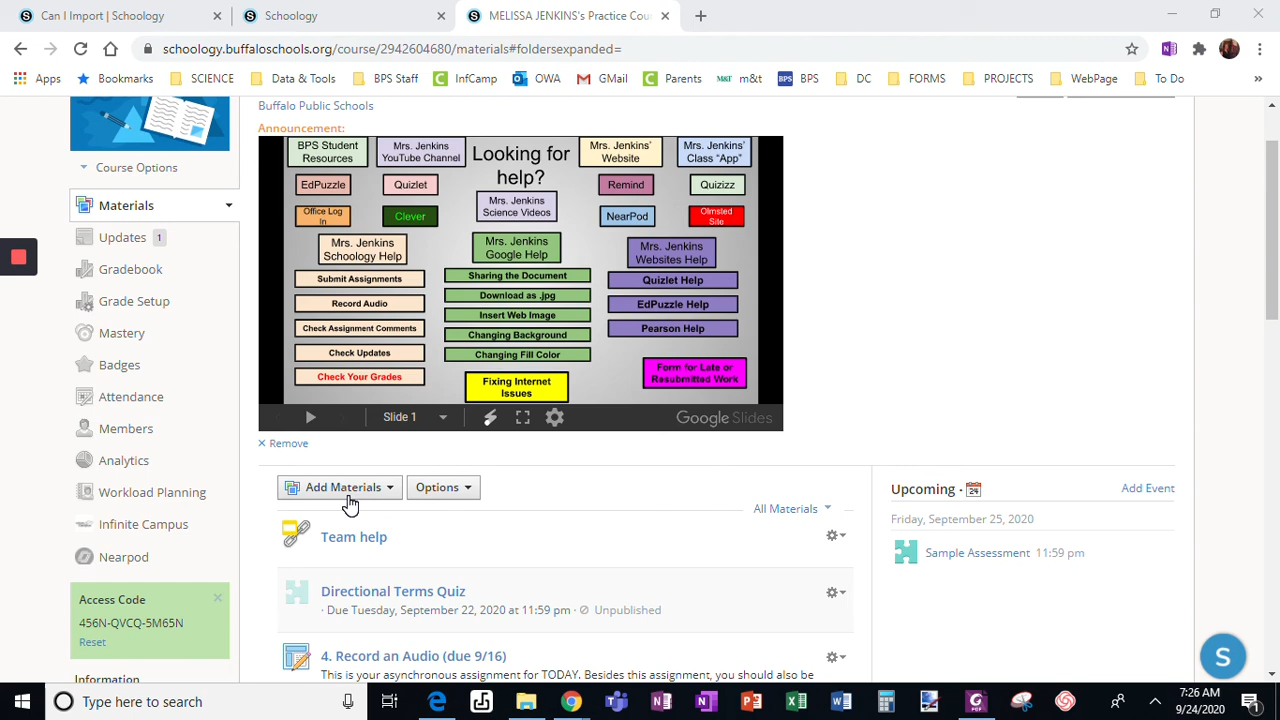 Can I Import | Schoology
Schoology
MELISSA JENKINS's Practice Cou
schoology.buffaloschools.org/course/2942604680/materials#foldersexpanded=
Apps
Bookmarks
SCIENCE
Data & Tools
BPS Staff
InfCamp
OWA
GMail
Parents
M&T m&t
BPS BPS
DC
FORMS
PROJECTS
WebPage
To Do
»
Buffalo Public Schools
Announcement:
BPS Student
Resources
Mrs. Jenkins
YouTube Channel
Looking for
help?
Mrs. Jenkins'
Website
Mrs. Jenkins'
Class "App"
EdPuzzle
Quizlet
Remind
Quizizz
Office Log
In
Clever
Mrs. Jenkins
Science Videos
NearPod
Olmsted
Site
Mrs. Jenkins
Schoology Help
Mrs. Jenkins
Google Help
Mrs. Jenkins
Websites Help
Submit Assignments
Record Audio
Check Assignment Comments
Check Updates
Check Your Grades
Sharing the Document
Download as .jpg
Insert Web Image
Changing Background
Changing Fill Color
Fixing Internet
Issues
Quizlet Help
EdPuzzle Help
Pearson Help
Form for Late or
Resubmitted Work
Slide 1
Google Slides
× Remove
Course Options
Materials
Updates 1
Gradebook
Grade Setup
Mastery
Badges
Attendance
Members
Analytics
Workload Planning
Infinite Campus
Nearpod
Access Code ×
456N-QVCQ-5M65N
Reset
Information
Add Materials
Options
All Materials
Team help
Directional Terms Quiz
· Due Tuesday, September 22, 2020 at 11:59 pm · Unpublished
4. Record an Audio (due 9/16)
This is your asynchronous assignment for TODAY. Besides this assignment, you should also be
Upcoming · 24
Add Event
Friday, September 25, 2020
Sample Assessment 11:59 pm
S
Type here to search
7:26 AM
9/24/2020
1